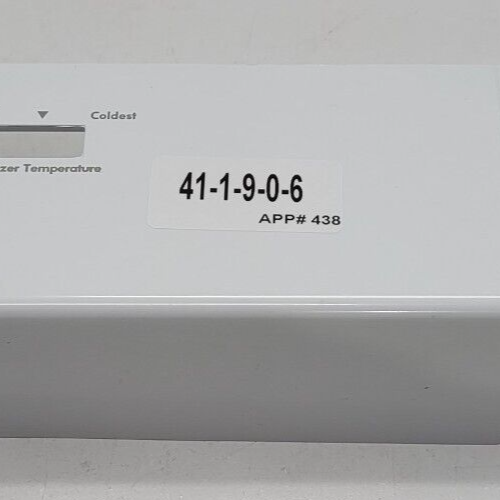 ▼ Coldest
zer Temperature
41-1-9-0-6
APP# 438